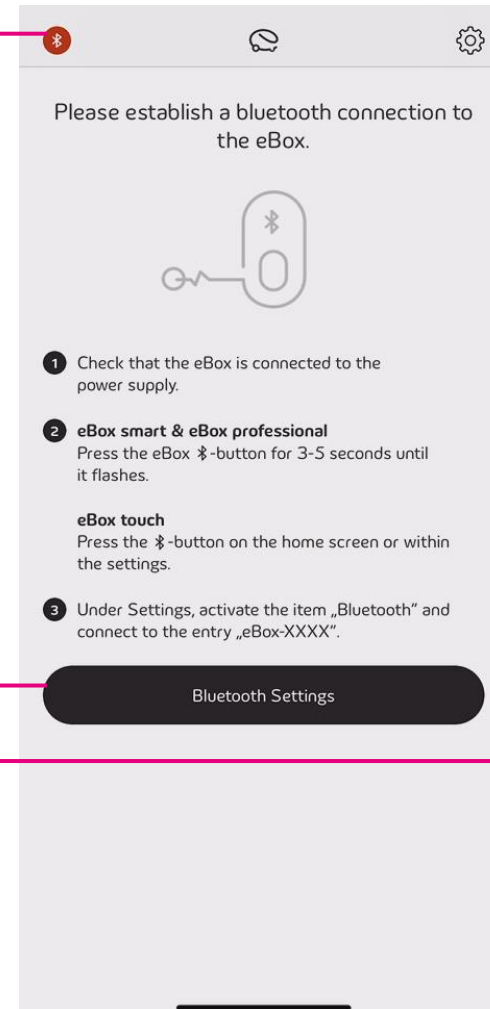 Please establish a bluetooth connection to
the eBox.
1 Check that the eBox is connected to the
power supply.
2 eBox smart & eBox professional
Press the eBox -button for 3-5 seconds until
it flashes.
eBox touch
Press the -button on the home screen or within
the settings.
3 Under Settings, activate the item „Bluetooth" and
connect to the entry „eBox-XXXX".
Bluetooth Settings